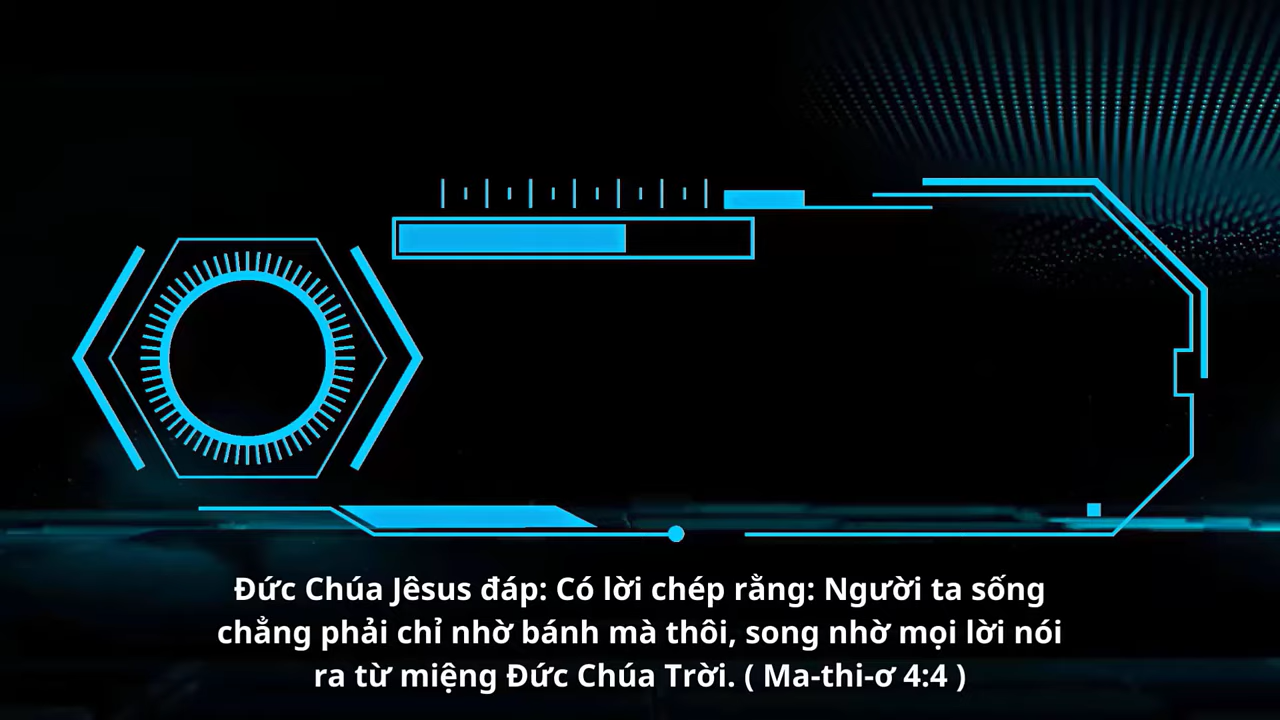 Đức Chúa Jêsus đáp: Có lời chép rằng: Người ta sống
chẳng phải chỉ nhờ bánh mà thôi, song nhờ mọi lời nói
ra từ miệng Đức Chúa Trời. ( Ma-thi-ơ 4:4 )